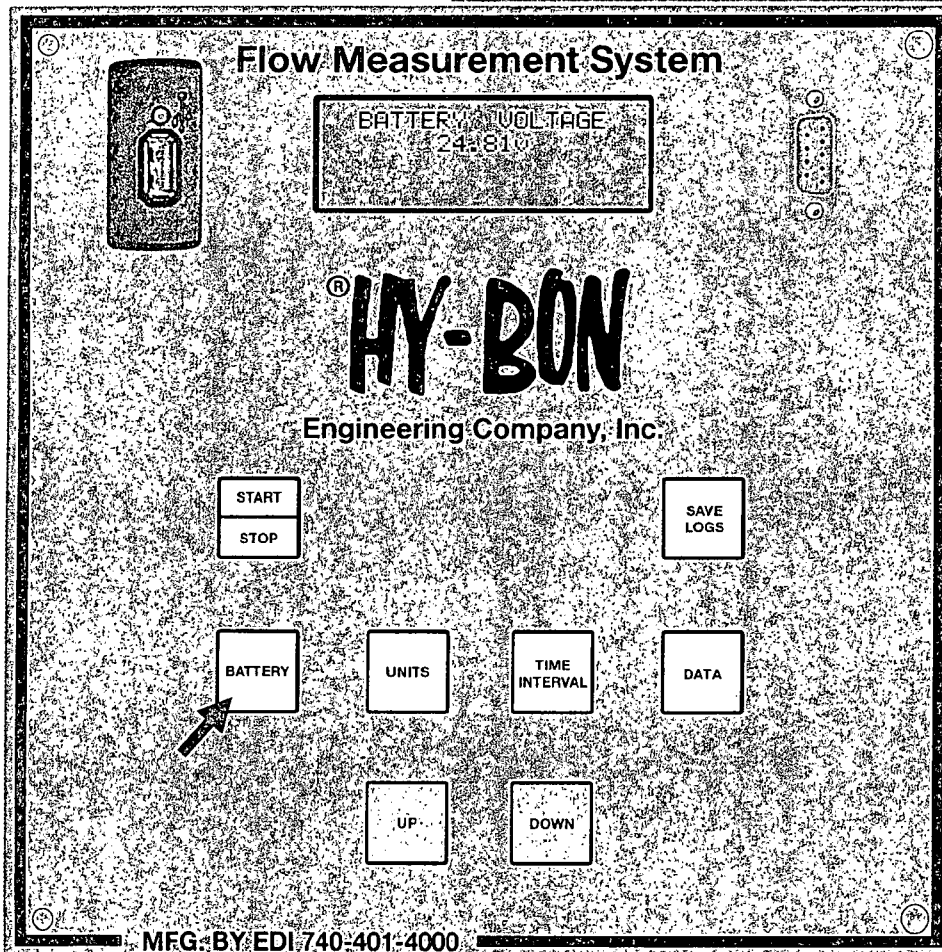 Flow Measurement System
BATTERY VOLTAGE
24.81v
® HY-BON
Engineering Company, Inc.
START
STOP
SAVE
LOGS
BATTERY
UNITS
TIME
INTERVAL
DATA
UP
DOWN
MFG. BY EDI 740-401-4000